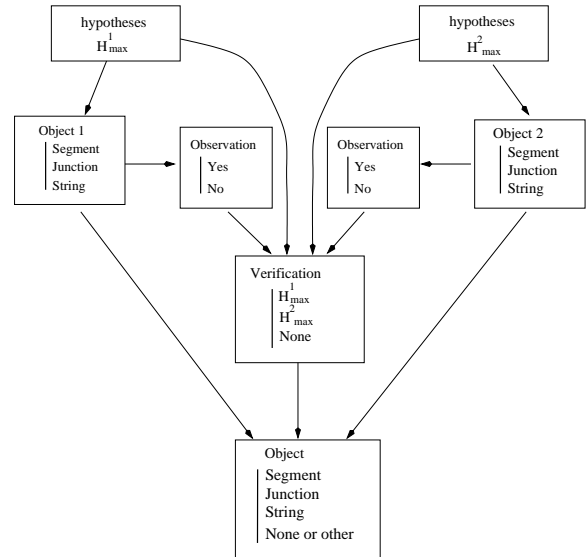 hypotheses
H¹max
hypotheses
H²max
Object 1
Segment
Junction
String
Observation
Yes
No
Observation
Yes
No
Object 2
Segment
Junction
String
Verification
H¹max
H²max
None
Object
Segment
Junction
String
None or other